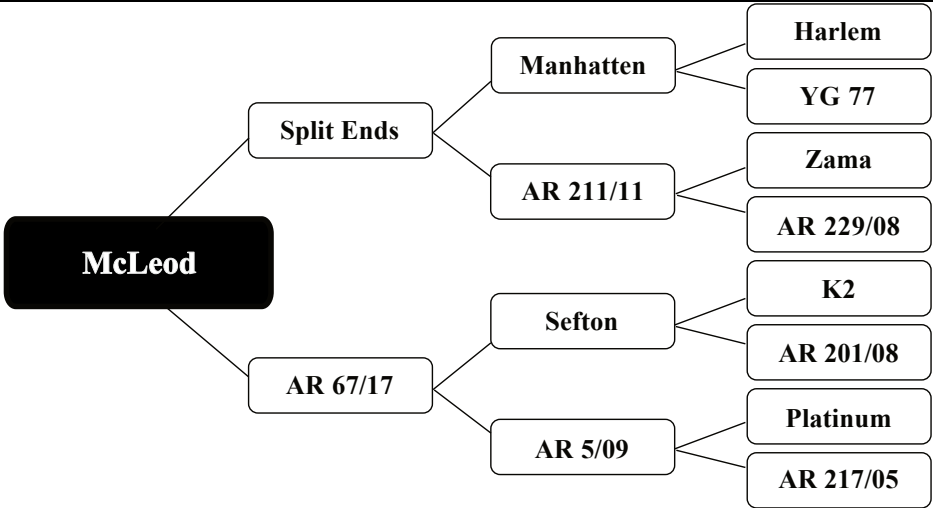 Harlem
Manhatten
YG 77
Split Ends
Zama
AR 211/11
AR 229/08
McLeod
K2
Sefton
AR 201/08
AR 67/17
Platinum
AR 5/09
AR 217/05